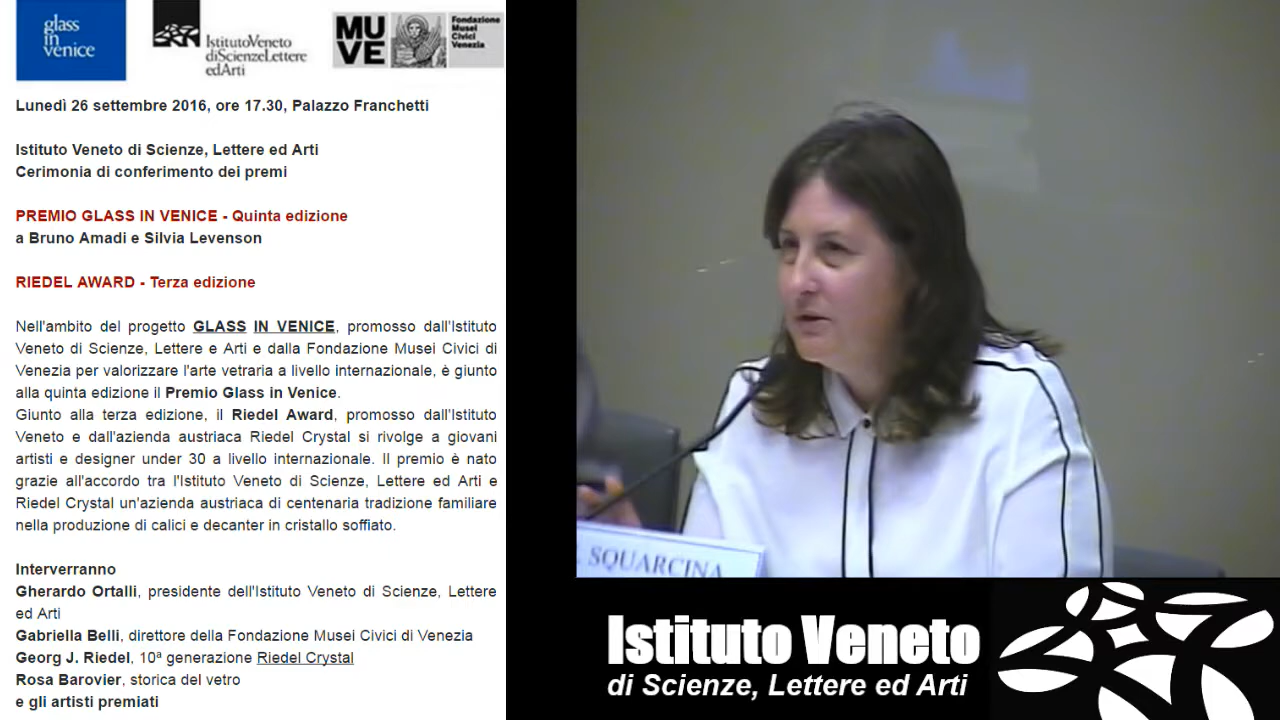 glass
in
venice
IstitutoVeneto
diScienzeLettere
edArti
MU
VE
Fondazione
Musei
Civici
Venezia
Lunedì 26 settembre 2016, ore 17.30, Palazzo Franchetti
Istituto Veneto di Scienze, Lettere ed Arti
Cerimonia di conferimento dei premi
PREMIO GLASS IN VENICE - Quinta edizione
a Bruno Amadi e Silvia Levenson
RIEDEL AWARD - Terza edizione
Nell'ambito del progetto GLASS IN VENICE, promosso dall'Istituto
Veneto di Scienze, Lettere e Arti e dalla Fondazione Musei Civici di
Venezia per valorizzare l'arte vetraria a livello internazionale, è giunto
alla quinta edizione il Premio Glass in Venice.
Giunto alla terza edizione, il Riedel Award, promosso dall'Istituto
Veneto e dall'azienda austriaca Riedel Crystal si rivolge a giovani
artisti e designer under 30 a livello internazionale. Il premio è nato
grazie all'accordo tra l'Istituto Veneto di Scienze, Lettere ed Arti e
Riedel Crystal un'azienda austriaca di centenaria tradizione familiare
nella produzione di calici e decanter in cristallo soffiato.
Interverranno
Gherardo Ortalli, presidente dell'Istituto Veneto di Scienze, Lettere
ed Arti
Gabriella Belli, direttore della Fondazione Musei Civici di Venezia
Georg J. Riedel, 10ª generazione Riedel Crystal
Rosa Barovier, storica del vetro
e gli artisti premiati
SQUARCINA
Istituto Veneto
di Scienze, Lettere ed Arti